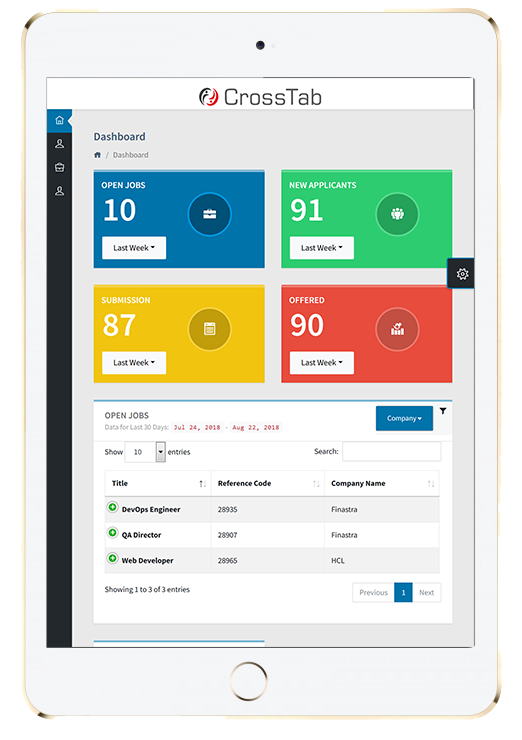 CrossTab
Dashboard
/ Dashboard
OPEN JOBS
10
Last Week
NEW APPLICANTS
91
Last Week
SUBMISSION
87
Last Week
OFFERED
90
Last Week
OPEN JOBS
Data for Last 30 Days: Jul 24, 2018 - Aug 22, 2018
Company
Show 10 entries Search:
Title Reference Code Company Name
DevOps Engineer 28935 Finastra
QA Director 28907 Finastra
Web Developer 28965 HCL
Showing 1 to 3 of 3 entries
Previous 1 Next